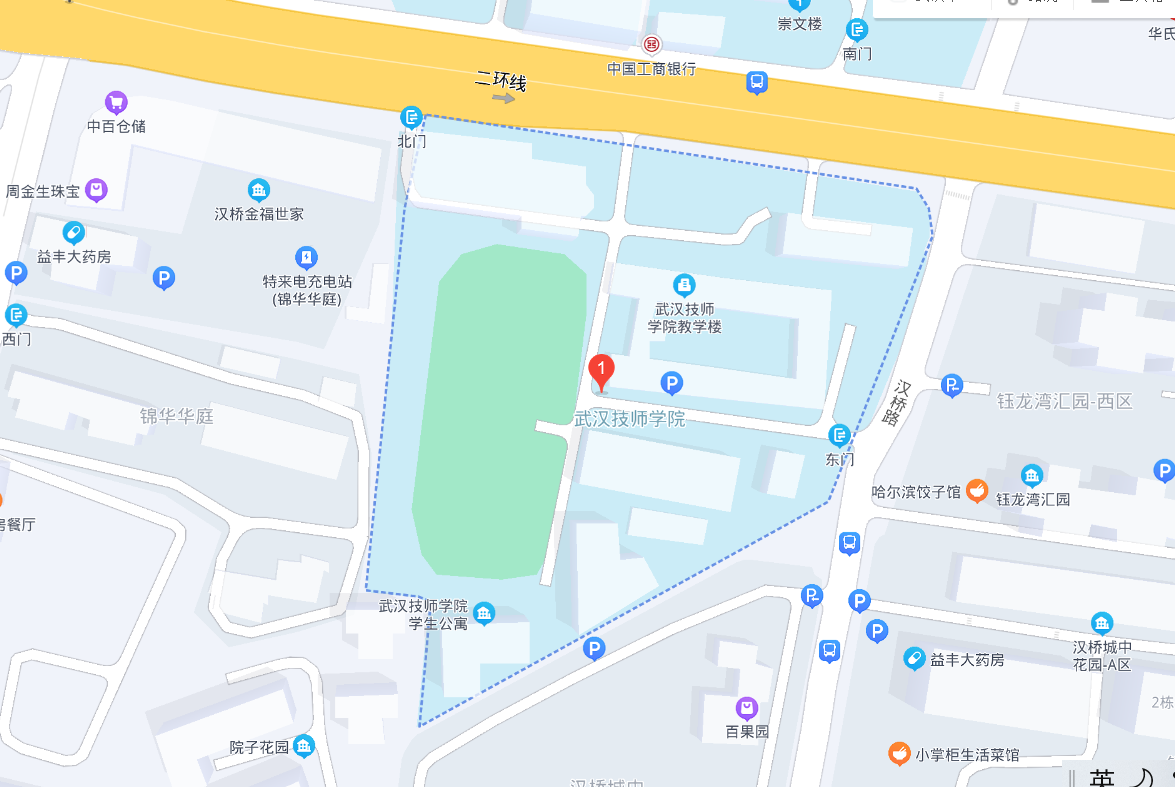 崇文楼
南门
中国工商银行
二环线
中百仓储
北门
周金生珠宝
汉桥金福世家
益丰大药房
P
P
特来电充电站
(锦华华庭)
西门
武汉技师
学院教学楼
1
P
武汉技师学院
锦华华庭
汉桥路
P
钰龙湾汇园-西区
东门
哈尔滨饺子馆
钰龙湾汇园
P
房餐厅
武汉技师学院
学生公寓
P
P
P
P
益丰大药房
汉桥城中
花园-A区
2栋
百果园
院子花园
小掌柜生活菜馆
英